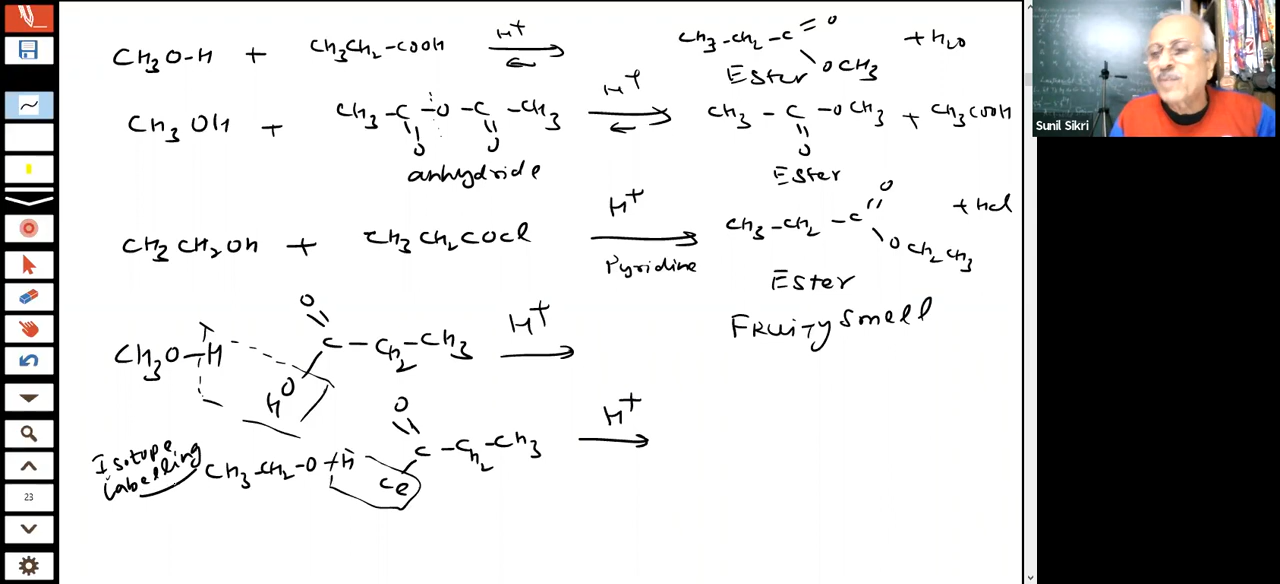 CH3O-H + CH3CH2-COOH H+ CH3-CH2-C=O OCH3 + H2O
Ester
CH3OH + CH3-C-O-C-CH3 H+ CH3-C-OCH3 + CH3COOH
O O O
anhydride Ester
CH3CH2OH + CH3CH2COCl H+ CH3-CH2-C=O OCH2CH3 + HCl
Pyridine
Ester
Fruity Smell
CH3O-H HO C=O-CH2-CH3 H+
Isotope labelling CH3-CH2-O-H Cl C=O-CH2-CH3 H+
23
Sunil Sikri